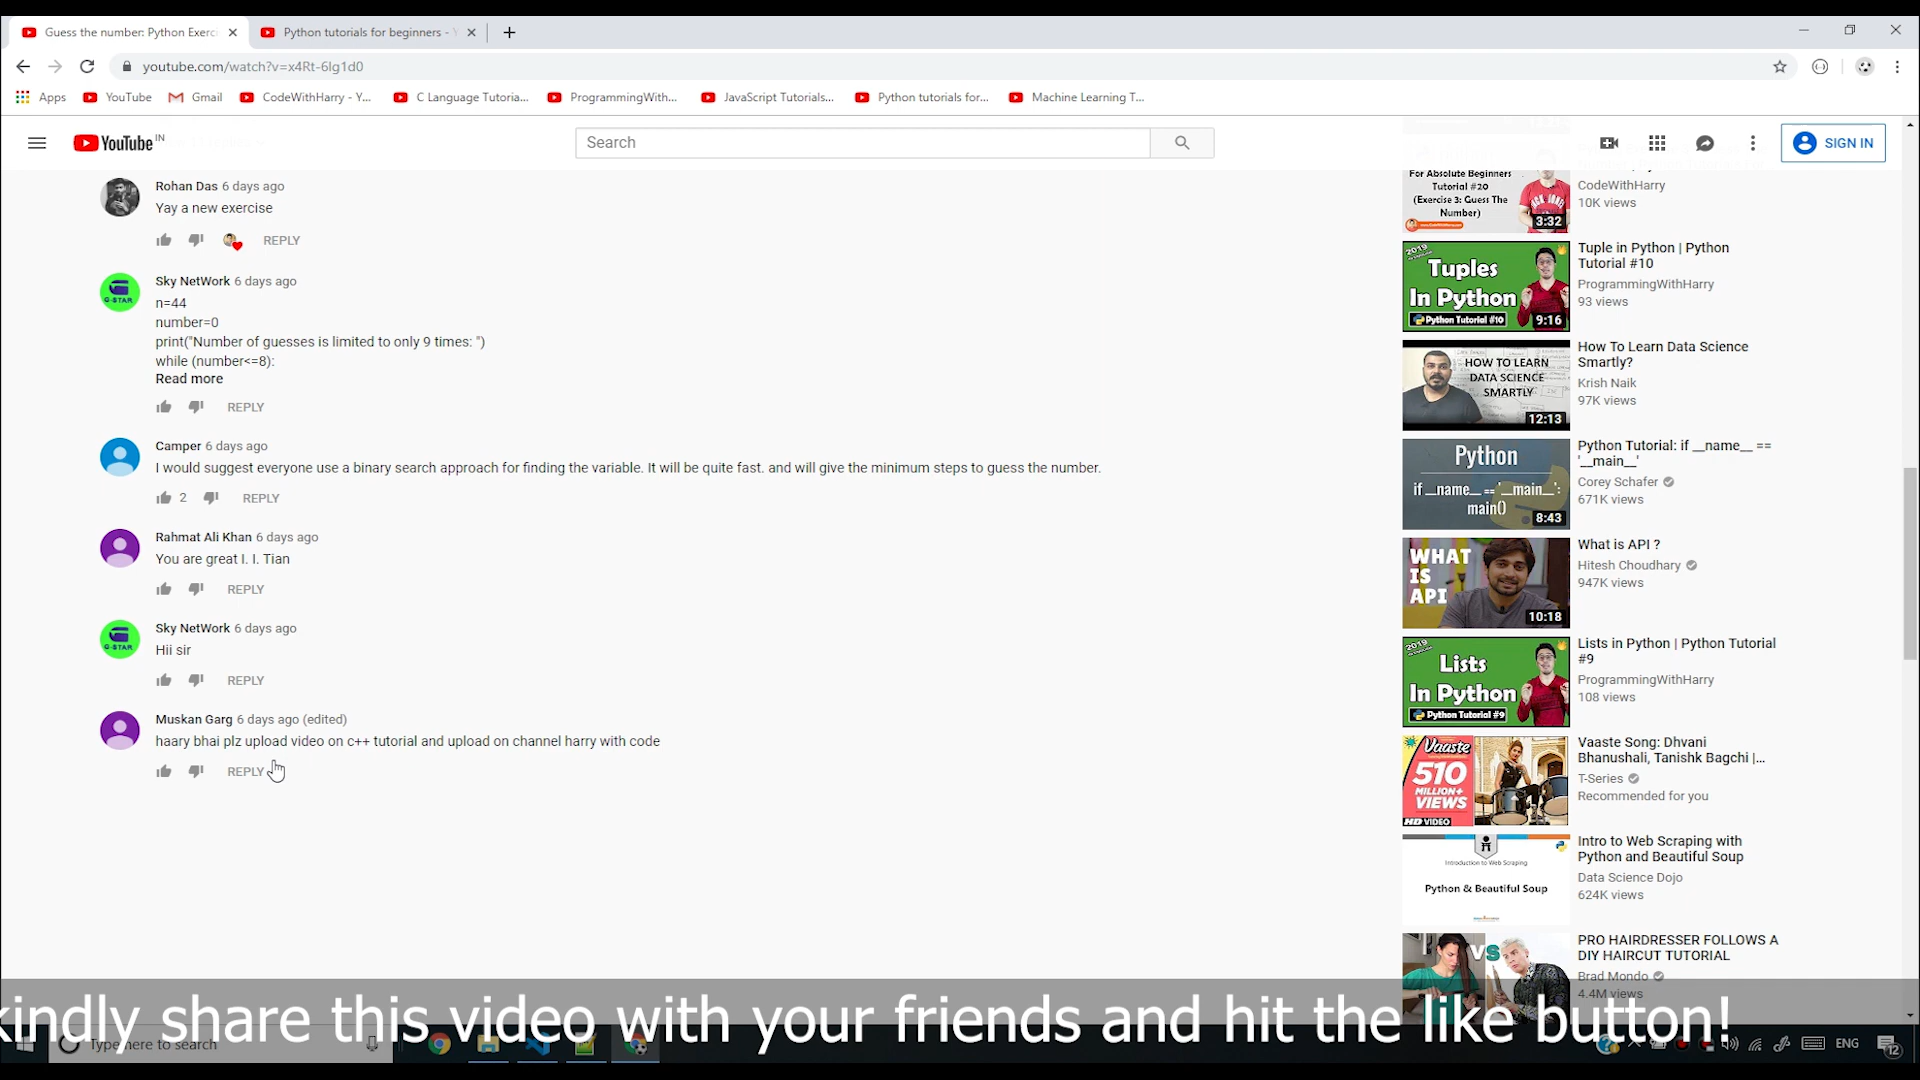 Guess the number: Python Exerci
Python tutorials for beginners - Y
youtube.com/watch?v=x4Rt-6lg1d0
Apps
YouTube
Gmail
CodeWithHarry - Y...
C Language Tutoria...
ProgrammingWith...
JavaScript Tutorials...
Python tutorials for...
Machine Learning T...
YouTube IN
Search
SIGN IN
Rohan Das 6 days ago
Yay a new exercise
REPLY
Sky NetWork 6 days ago
G-STAR
n=44
number=0
print("Number of guesses is limited to only 9 times: ")
while (number<=8):
Read more
REPLY
Camper 6 days ago
I would suggest everyone use a binary search approach for finding the variable. It will be quite fast. and will give the minimum steps to guess the number.
2
REPLY
Rahmat Ali Khan 6 days ago
You are great I. I. Tian
REPLY
Sky NetWork 6 days ago
G-STAR
Hii sir
REPLY
Muskan Garg 6 days ago (edited)
haary bhai plz upload video on c++ tutorial and upload on channel harry with code
REPLY
For Absolute Beginners
Tutorial #20
(Exercise 3: Guess The
Number)
3:32
CodeWithHarry
10K views
2019
Tuples
In Python
Python Tutorial #10
9:16
Tuple in Python | Python
Tutorial #10
ProgrammingWithHarry
93 views
HOW TO LEARN
DATA SCIENCE
SMARTLY
12:13
How To Learn Data Science
Smartly?
Krish Naik
97K views
Python
if __name__ == '__main__':
main()
8:43
Python Tutorial: if __name__ ==
'__main__'
Corey Schafer
671K views
WHAT
IS
API
10:18
What is API ?
Hitesh Choudhary
947K views
2019
Lists
In Python
Python Tutorial #9
Lists in Python | Python Tutorial
#9
ProgrammingWithHarry
108 views
Vaaste
510
MILLION+
VIEWS
HD VIDEO
Vaaste Song: Dhvani
Bhanushali, Tanishk Bagchi |...
T-Series
Recommended for you
Introduction to Web Scraping
Python & Beautiful Soup
Intro to Web Scraping with
Python and Beautiful Soup
Data Science Dojo
624K views
VS
PRO HAIRDRESSER FOLLOWS A
DIY HAIRCUT TUTORIAL
Brad Mondo
4.4M views
kindly share this video with your friends and hit the like button!
Type here to search
ENG
12